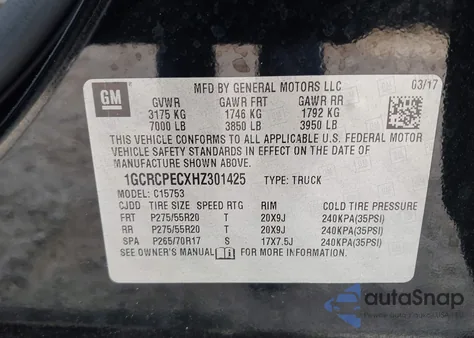 MFD BY GENERAL MOTORS LLC 03/17
GM
GVWR GAWR FRT GAWR RR
3175 KG 1746 KG 1792 KG
7000 LB 3850 LB 3950 LB
THIS VEHICLE CONFORMS TO ALL APPLICABLE U.S. FEDERAL MOTOR
VEHICLE SAFETY STANDARDS IN EFFECT ON THE DATE OF
MANUFACTURE SHOWN ABOVE.
1GCRCPECXHZ301425 TYPE: TRUCK
MODEL: C15753
CJDD TIRE SIZE SPEED RTG RIM COLD TIRE PRESSURE
FRT P275/55R20 T 20X9J 240KPA(35PSI)
RR P275/55R20 T 20X9J 240KPA(35PSI)
SPA P265/70R17 S 17X7.5J 240KPA(35PSI)
SEE OWNER'S MANUAL FOR MORE INFORMATION
autoSnap